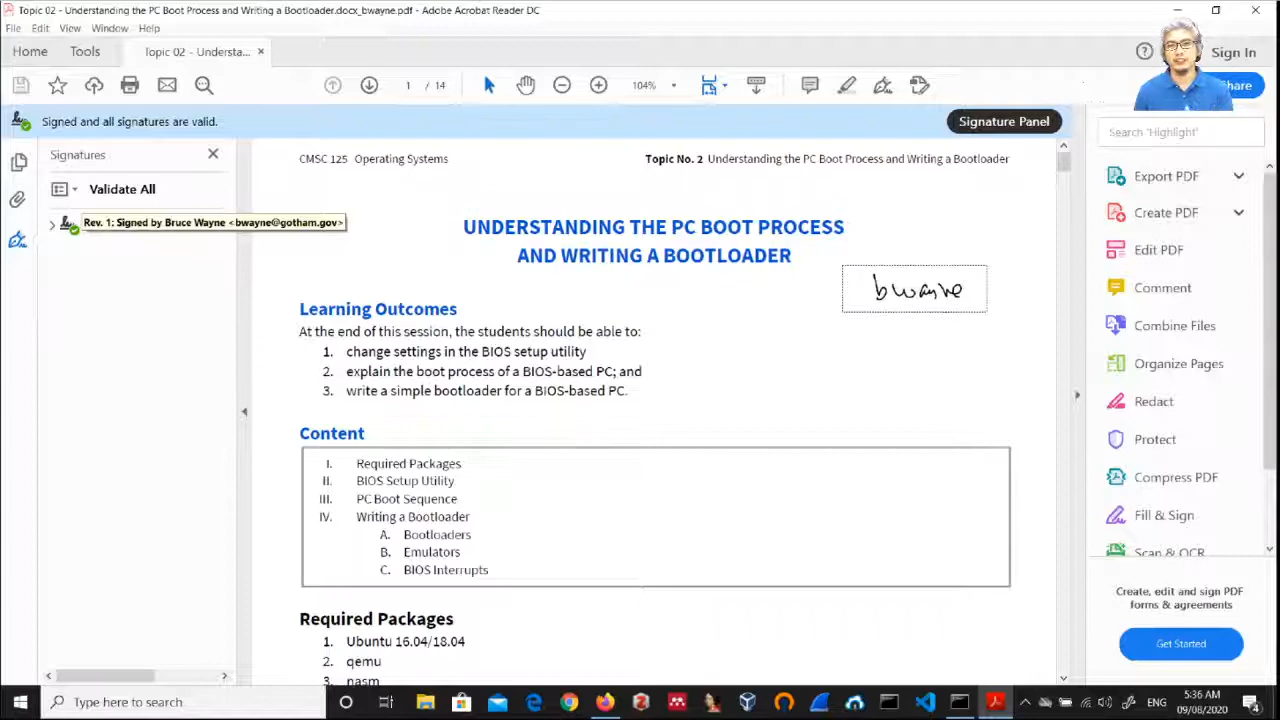 Topic 02 - Understanding the PC Boot Process and Writing a Bootloader.docx_bwayne.pdf - Adobe Acrobat Reader DC
File Edit View Window Help
Home Tools Topic 02 - Understa... × Sign In
1 / 14 104% Share
Signed and all signatures are valid. Signature Panel
Signatures
Validate All
Rev. 1: Signed by Bruce Wayne <bwayne@gotham.gov>
CMSC 125 Operating Systems Topic No. 2 Understanding the PC Boot Process and Writing a Bootloader
UNDERSTANDING THE PC BOOT PROCESS
AND WRITING A BOOTLOADER
bwayne
Learning Outcomes
At the end of this session, the students should be able to:
1. change settings in the BIOS setup utility
2. explain the boot process of a BIOS-based PC; and
3. write a simple bootloader for a BIOS-based PC.
Content
I. Required Packages
II. BIOS Setup Utility
III. PC Boot Sequence
IV. Writing a Bootloader
A. Bootloaders
B. Emulators
C. BIOS Interrupts
Required Packages
1. Ubuntu 16.04/18.04
2. qemu
3. nasm
Search 'Highlight'
Export PDF
Create PDF
Edit PDF
Comment
Combine Files
Organize Pages
Redact
Protect
Compress PDF
Fill & Sign
Scan & OCR
Create, edit and sign PDF
forms & agreements
Get Started
Type here to search
ENG
5:36 AM
09/08/2020
4